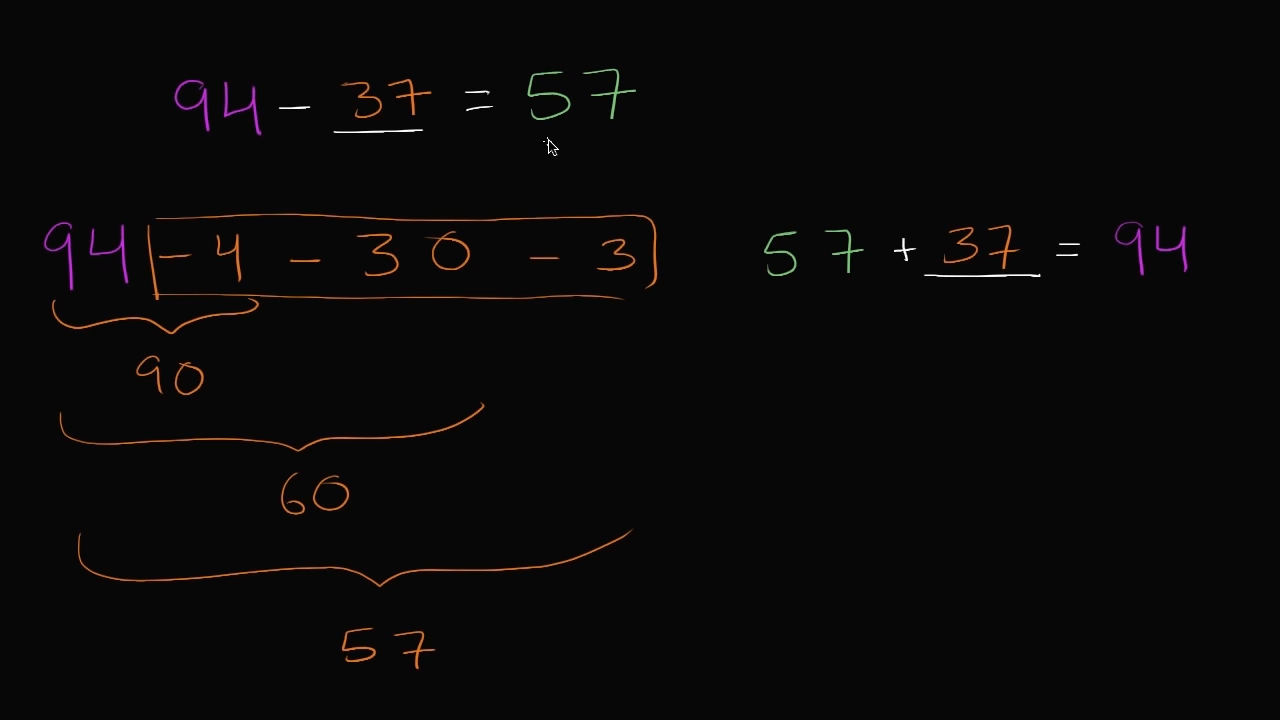 94 - 37 = 57
94 - 4 - 30 - 3
57 + 37 = 94
90
60
57